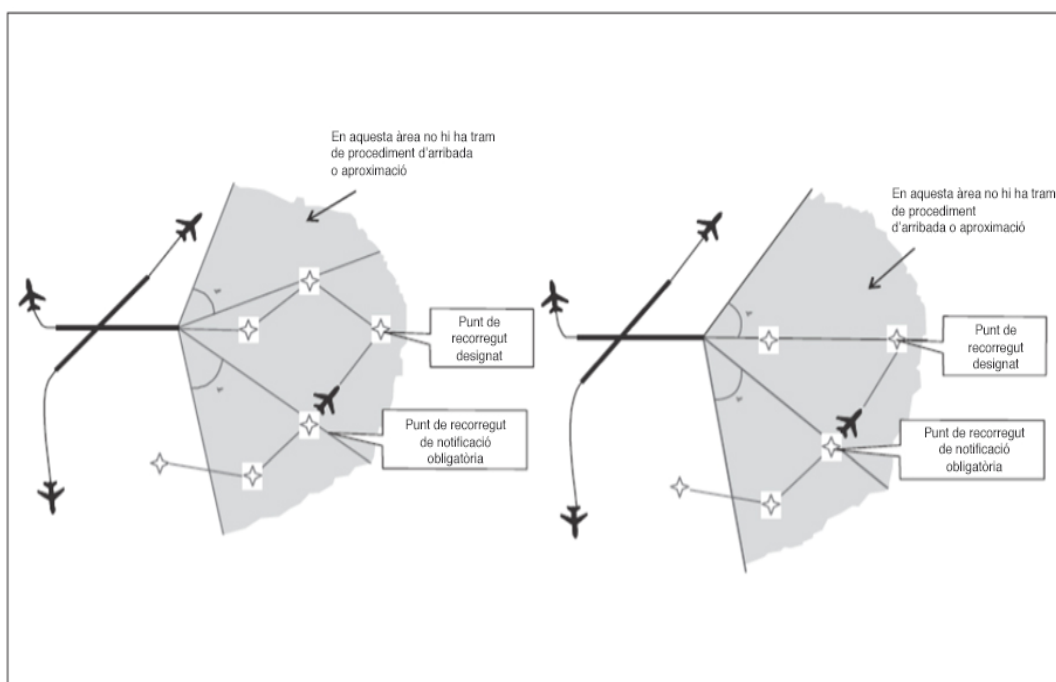 En aquesta àrea no hi ha tram
de procediment d'arribada
o aproximació
Punt de
recorregut
designat
Punt de recorregut
de notificació
obligatòria
En aquesta àrea no hi ha tram
de procediment
d'arribada o aproximació
Punt de
recorregut
designat
Punt de recorregut
de notificació
obligatòria